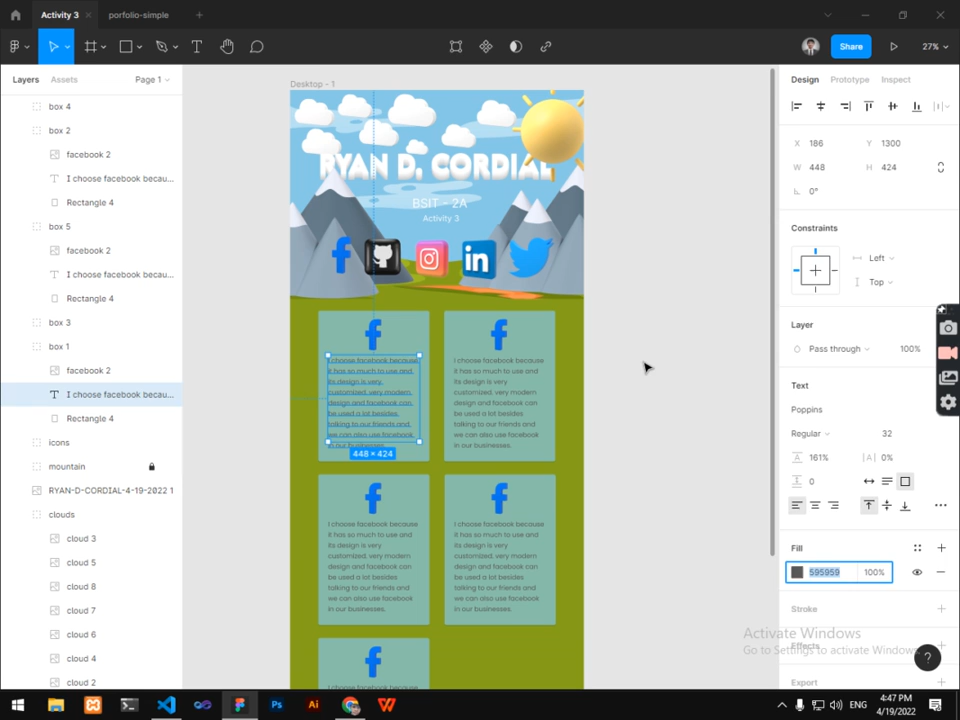 Activity 3
porfolio-simple
Share
27%
Layers
Assets
Page 1
box 4
box 2
facebook 2
I choose facebook becau...
Rectangle 4
box 5
facebook 2
I choose facebook becau...
Rectangle 4
box 3
box 1
facebook 2
I choose facebook becau...
Rectangle 4
icons
mountain
RYAN-D-CORDIAL-4-19-2022 1
clouds
cloud 3
cloud 5
cloud 8
cloud 7
cloud 6
cloud 4
cloud 2
Desktop - 1
RYAN D. CORDIAL
BSIT - 2A
Activity 3
f
in
f
I choose facebook because
it has so much to use and
its design is very
customized, very modern
design and facebook can
be used a lot besides
talking to our friends and
we can also use facebook
in our businesses.
448 × 424
f
I choose facebook because
it has so much to use and
its design is very
customized, very modern
design and facebook can
be used a lot besides
talking to our friends and
we can also use facebook
in our businesses.
f
I choose facebook because
it has so much to use and
its design is very
customized, very modern
design and facebook can
be used a lot besides
talking to our friends and
we can also use facebook
in our businesses.
f
I choose facebook because
it has so much to use and
its design is very
customized, very modern
design and facebook can
be used a lot besides
talking to our friends and
we can also use facebook
in our businesses.
f
I choose facebook because
Design
Prototype
Inspect
X 186
Y 1300
W 448
H 424
0°
Constraints
Left
Top
Layer
Pass through
100%
Text
Poppins
Regular
32
161%
0%
0
Fill
595959
100%
Stroke
Effects
Export
Activate Windows
Go to Settings to activate Windows.
?
Ps
Ai
ENG
4:47 PM
4/19/2022